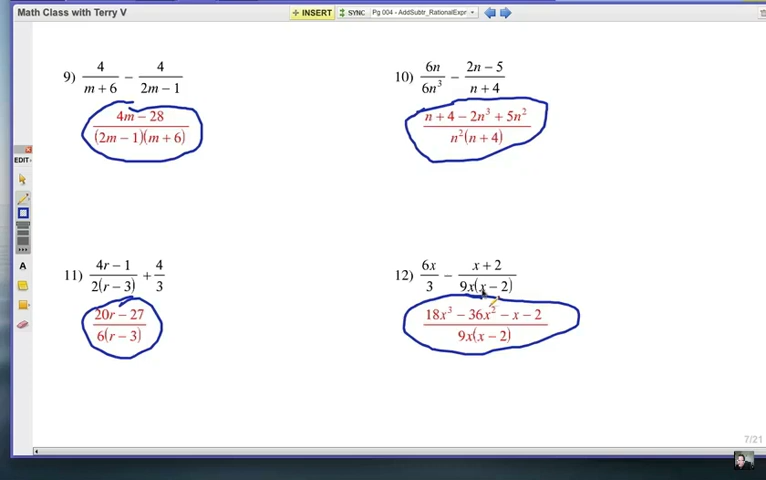 Math Class with Terry V
INSERT SYNC Pg 004 - AddSubtr_RationalExpr
9) 4/(m + 6) − 4/(2m − 1)
(4m − 28)/((2m − 1)(m + 6))
10) 6n/(6n³) − (2n − 5)/(n + 4)
(n + 4 − 2n³ + 5n²)/(n²(n + 4))
EDIT
A
11) (4r − 1)/(2(r − 3)) + 4/3
(20r − 27)/(6(r − 3))
12) 6x/3 − (x + 2)/(9x(x − 2))
(18x³ − 36x² − x − 2)/(9x(x − 2))
7/21